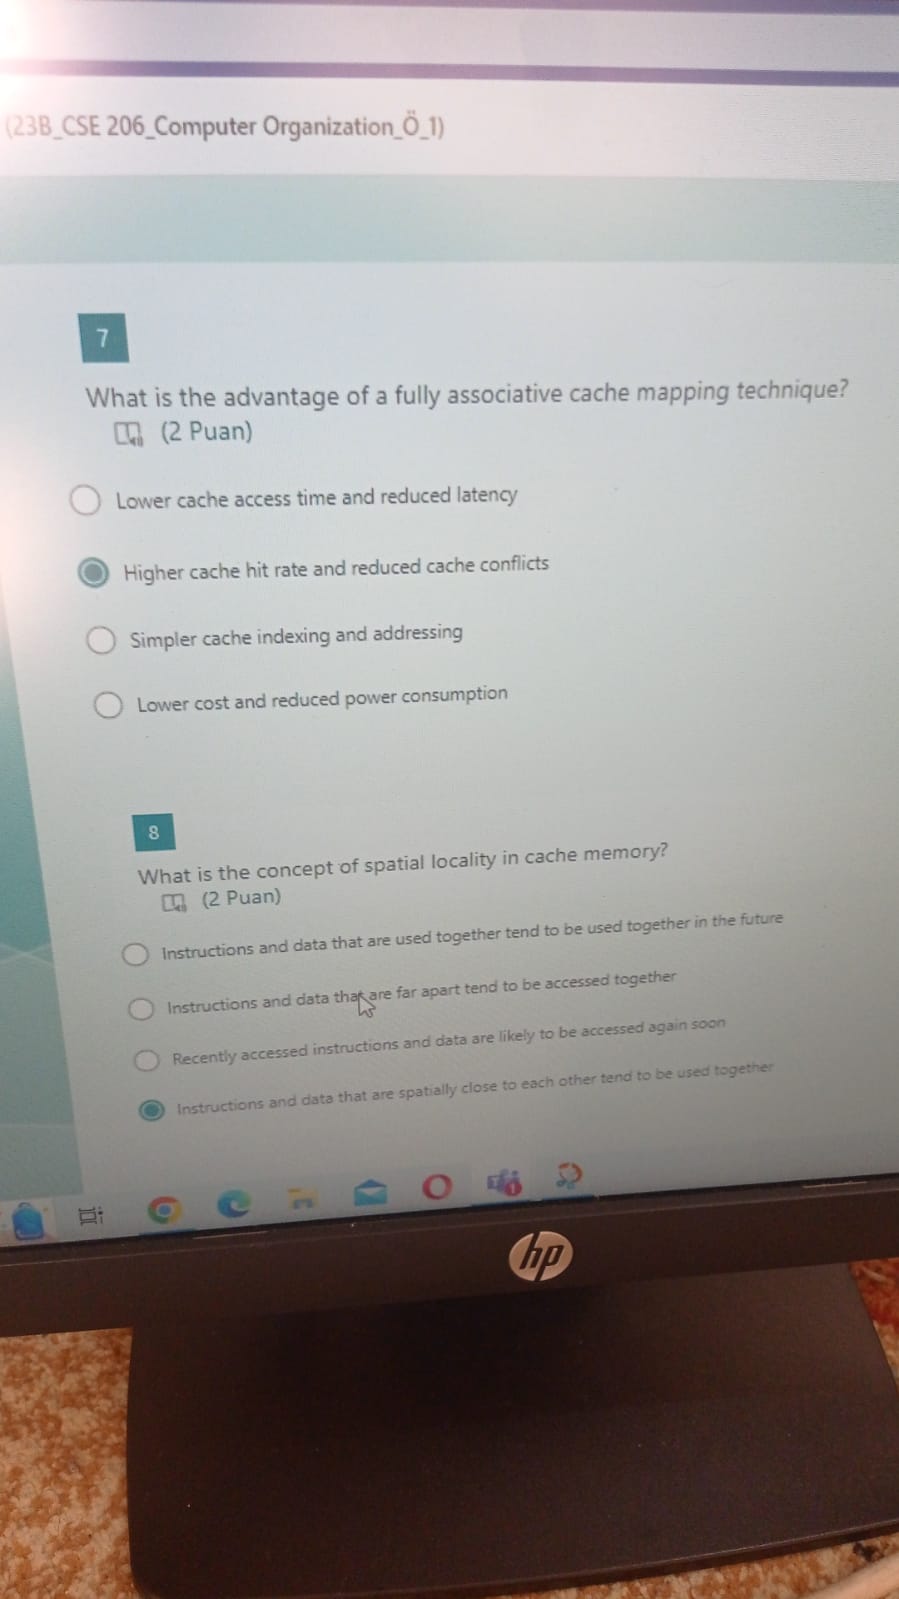 (23B_CSE 206_Computer Organization_Ö_1)
7
What is the advantage of a fully associative cache mapping technique?
(2 Puan)
Lower cache access time and reduced latency
Higher cache hit rate and reduced cache conflicts
Simpler cache indexing and addressing
Lower cost and reduced power consumption
8
What is the concept of spatial locality in cache memory?
(2 Puan)
Instructions and data that are used together tend to be used together in the future
Instructions and data that are far apart tend to be accessed together
Recently accessed instructions and data are likely to be accessed again soon
Instructions and data that are spatially close to each other tend to be used together
1
hp